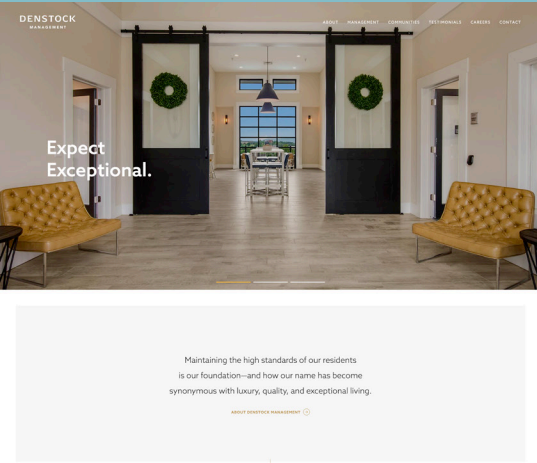 DENSTOCK
MANAGEMENT
ABOUT MANAGEMENT COMMUNITIES TESTIMONIALS CAREERS CONTACT
Expect
Exceptional.
Maintaining the high standards of our residents
is our foundation—and how our name has become
synonymous with luxury, quality, and exceptional living.
ABOUT DENSTOCK MANAGEMENT